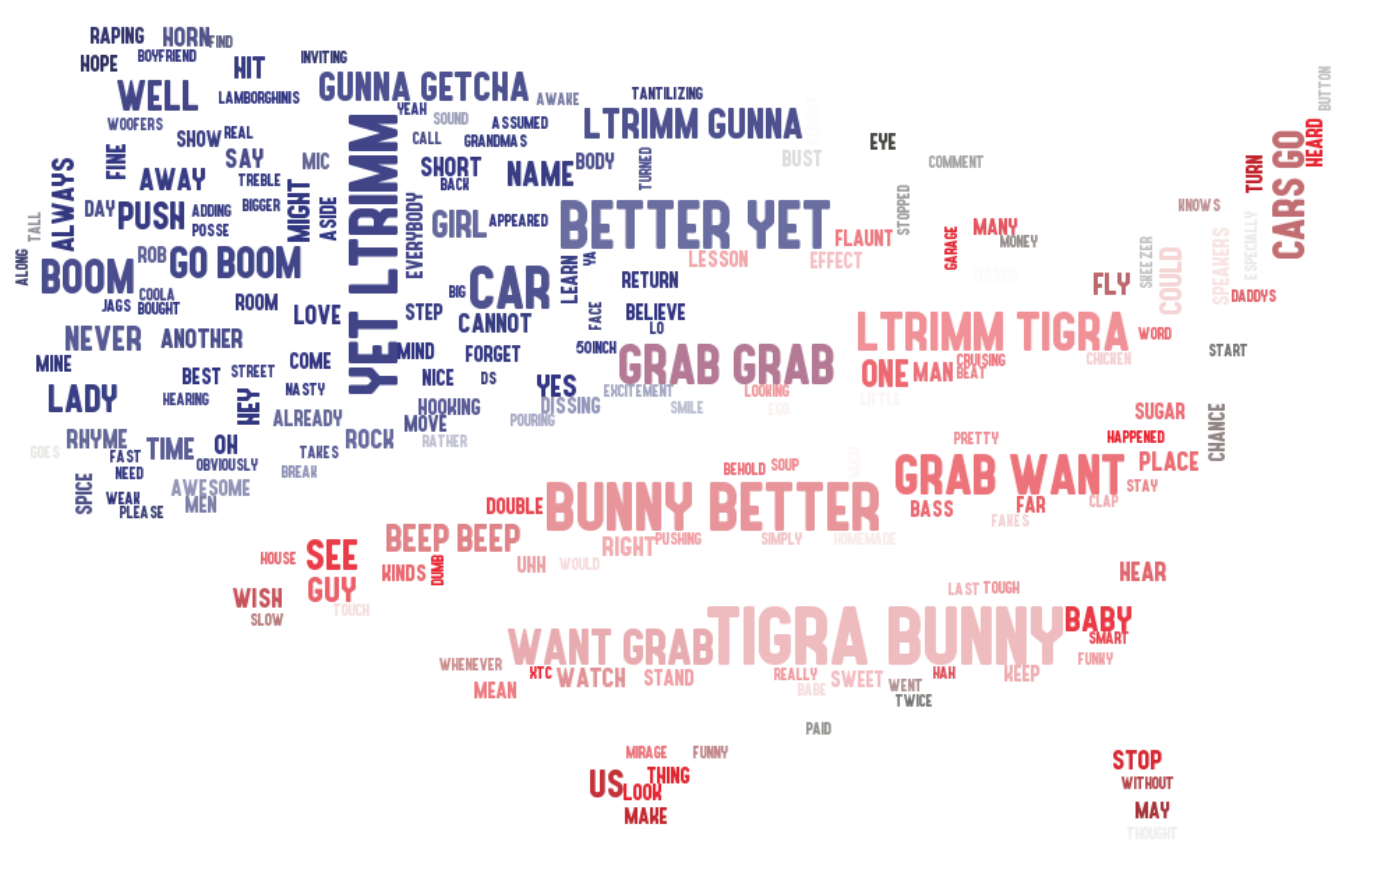 RAPING
HORN
FIND
HOPE
BOYFRIEND
HIT
INVITING
WELL
LAMBORGHINIS
GUNNA GETCHA
AWAKE
TANTILIZING
BUTTON
WOOFERS
SHOW
REAL
YEAH
SOUND
ASSUMED
LTRIMM GUNNA
CALL
GRANDMAS
EYE
HEARD
CARS GO
FINE
SAY
MIC
SHORT
NAME
BODY
TURNED
BUST
COMMENT
TURN
ALWAYS
AWAY
TREBLE
BACK
YET LTRIMM
MIGHT
ASIDE
EVERYBODY
TALL
DAY
PUSH
ADDING
BIGGER
POSSE
GIRL
APPEARED
BETTER YET
STOPPED
FLAUNT
GARAGE
MANY
MONEY
KNOWS
ESPECIALLY
ALONG
BOOM
ROB
GO BOOM
LEARN
YA
LESSON
EFFECT
SKEEZER
COULD
SPEAKERS
JAGS
COOLA
BOUGHT
ROOM
LOVE
BIG
CAR
RETURN
FLY
DADDYS
STEP
CANNOT
FACE
BELIEVE
LO
NEVER
ANOTHER
LTRIMM TIGRA
WORD
MINE
COME
MIND
FORGET
50INCH
GRAB GRAB
CRUISING
CHICKEN
START
BEST
STREET
NICE
DS
YES
ONE
MAN
BEAT
LADY
HEARING
HEY
NASTY
EXCITEMENT
LOOKING
LITTLE
HOOKING
DISSING
SMILE
EGO
ALREADY
MOVE
POURING
SUGAR
CHANCE
GOES
RHYME
TIME
OH
ROCK
RATHER
PRETTY
HAPPENED
FAST
TAKES
OBVIOUSLY
NEED
BREAK
BEHOLD
SOUP
MUCH
GRAB WANT
PLACE
SPICE
WEAK
AWESOME
MEN
PLEASE
DOUBLE
BUNNY BETTER
STAY
BASS
FAR
CLAP
FAKES
BEEP BEEP
RIGHT
PUSHING
SIMPLY
HOMEMADE
HOUSE
SEE
KINDS
DUMB
UHH
WOULD
HEAR
WISH
GUY
TOUCH
SLOW
LAST
TOUGH
WANT GRAB
TIGRA BUNNY
BABY
SMART
WHENEVER
XTC
WATCH
STAND
REALLY
SWEET
WENT
HAH
KEEP
FUNKY
MEAN
BABE
TWICE
PAID
MIRAGE
FUNNY
STOP
US
THING
LOOK
WITHOUT
MAKE
MAY
THOUGHT